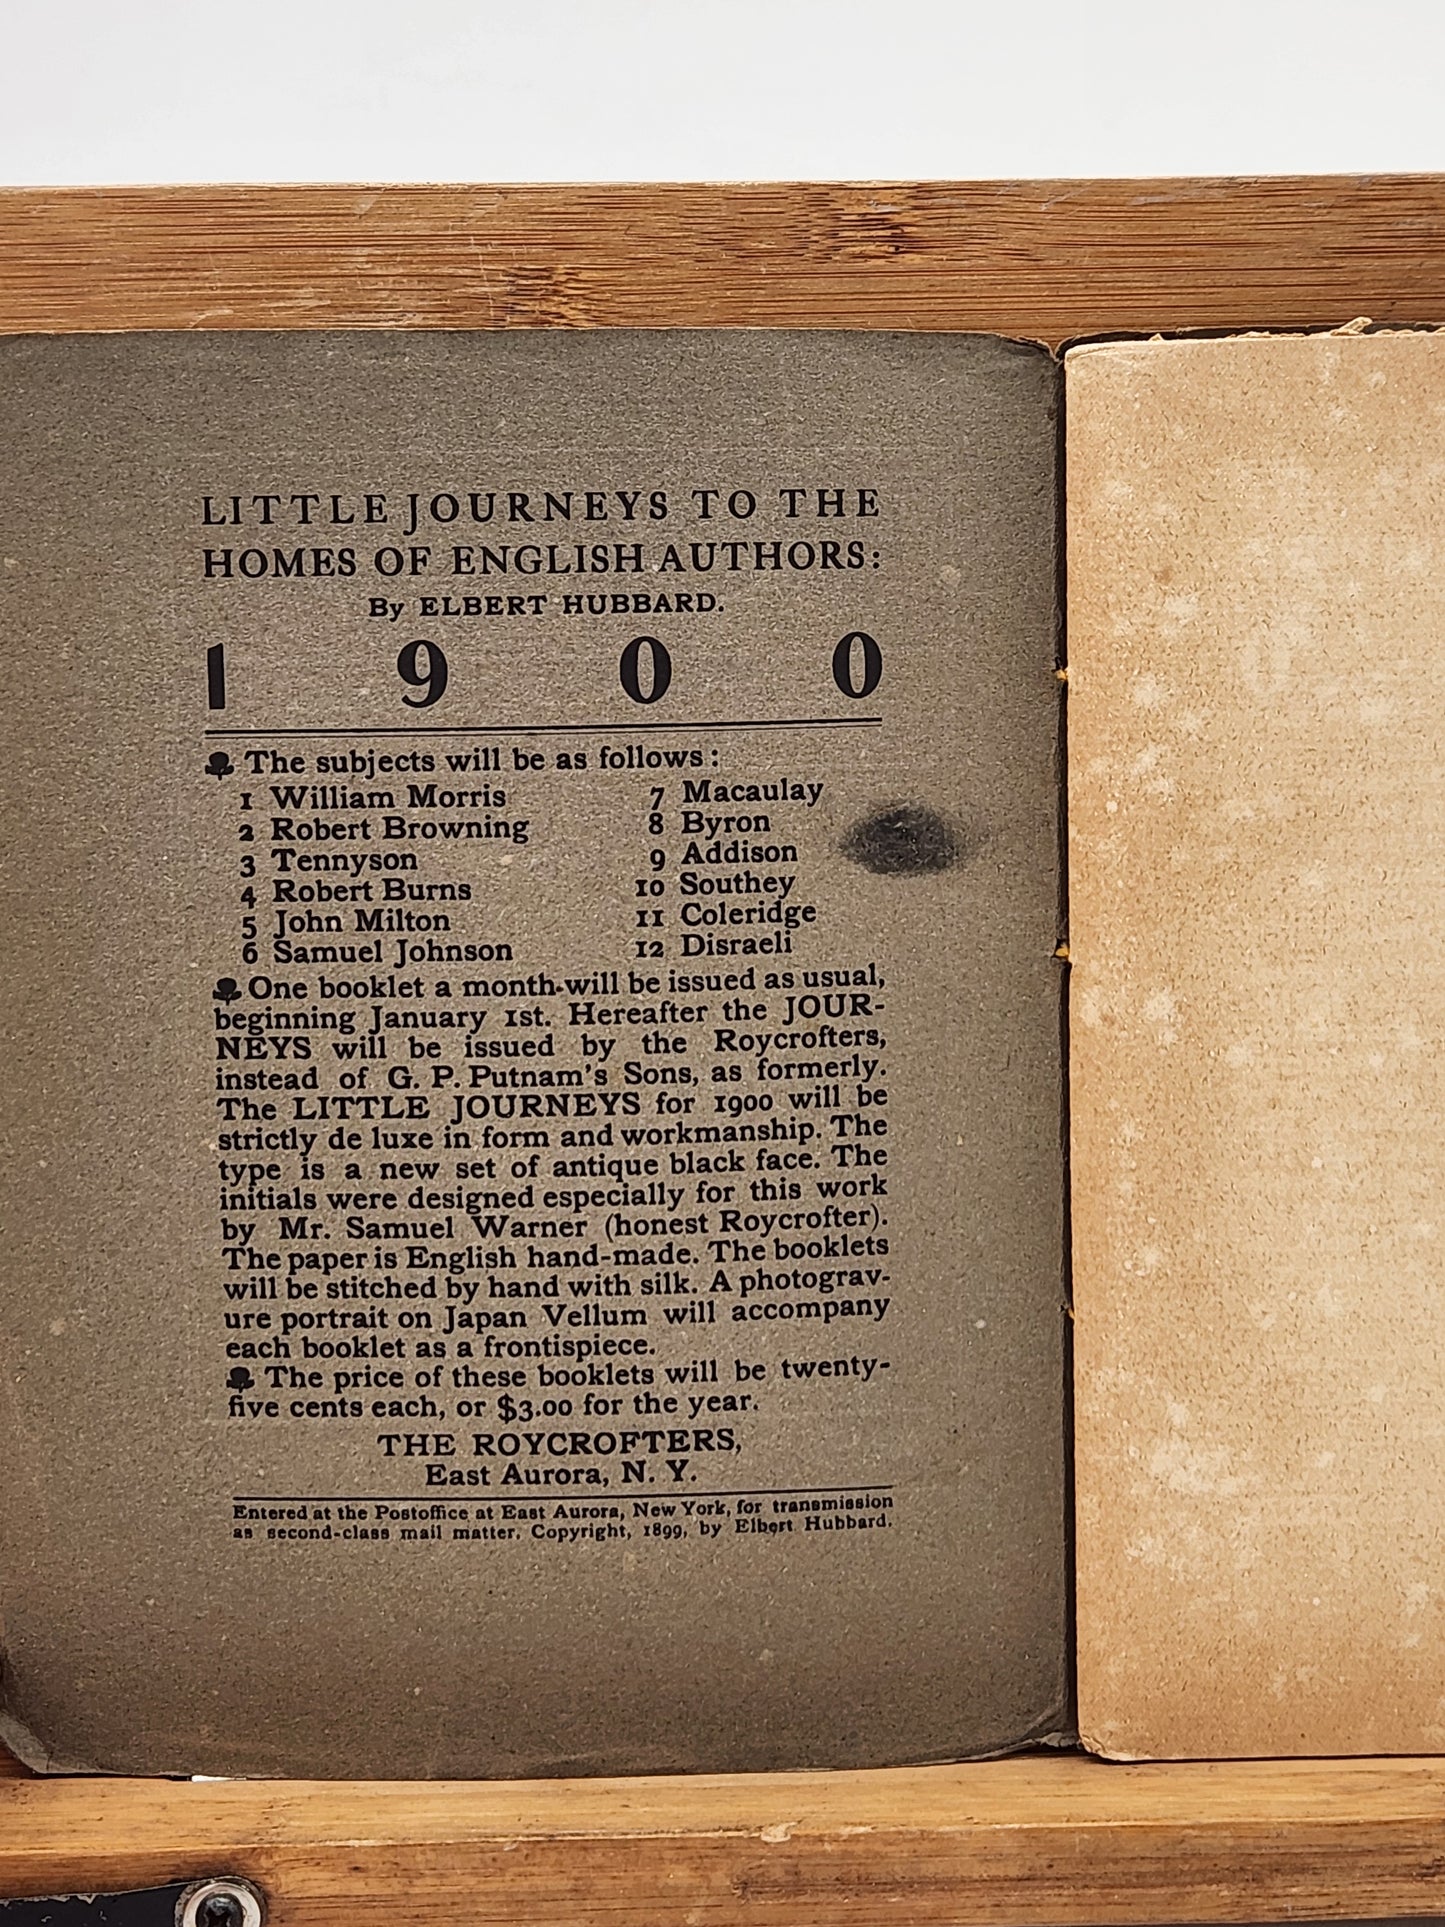 LITTLE JOURNEYS TO THE
HOMES OF ENGLISH AUTHORS:
By ELBERT HUBBARD.
1900
The subjects will be as follows:
1 William Morris
2 Robert Browning
3 Tennyson
4 Robert Burns
5 John Milton
6 Samuel Johnson
7 Macaulay
8 Byron
9 Addison
10 Southey
11 Coleridge
12 Disraeli
One booklet a month will be issued as usual,
beginning January 1st. Hereafter the JOUR-
NEYS will be issued by the Roycrofters,
instead of G. P. Putnam's Sons, as formerly.
The LITTLE JOURNEYS for 1900 will be
strictly de luxe in form and workmanship. The
type is a new set of antique black face. The
initials were designed especially for this work
by Mr. Samuel Warner (honest Roycrofter).
The paper is English hand-made. The booklets
will be stitched by hand with silk. A photograv-
ure portrait on Japan Vellum will accompany
each booklet as a frontispiece.
The price of these booklets will be twenty-
five cents each, or $3.00 for the year.
THE ROYCROFTERS,
East Aurora, N. Y.
Entered at the Postoffice at East Aurora, New York, for transmission
as second-class mail matter. Copyright, 1899, by Elbert Hubbard.